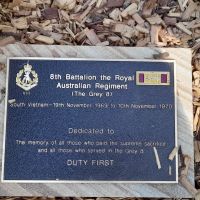 8th Battalion the Royal
Australian Regiment
(The Grey 8)
South Vietnam - 19th November 1969 to 10th November 1970
Dedicated to
The memory of all those who paid the supreme sacrifice
and all those who served in the Grey 8.
DUTY FIRST